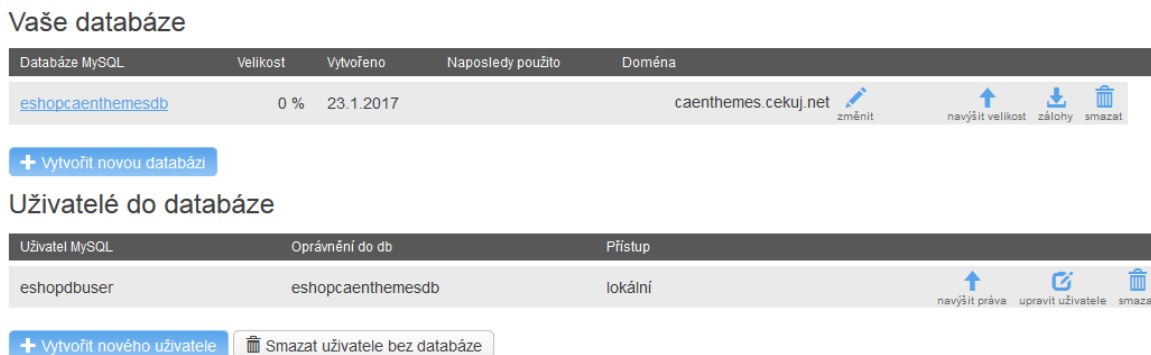 Vaše databáze
Databáze MySQL Velikost Vytvořeno Naposledy použito Doména
eshopcaenthemesdb 0 % 23.1.2017 caenthemes.cekuj.net změnit navýšit velikost zálohy smazat
Vytvořit novou databázi
Uživatelé do databáze
Uživatel MySQL Oprávnění do db Přístup
eshopdbuser eshopcaenthemesdb lokální navýšit práva upravit uživatele smaza
Vytvořit nového uživatele Smazat uživatele bez databáze